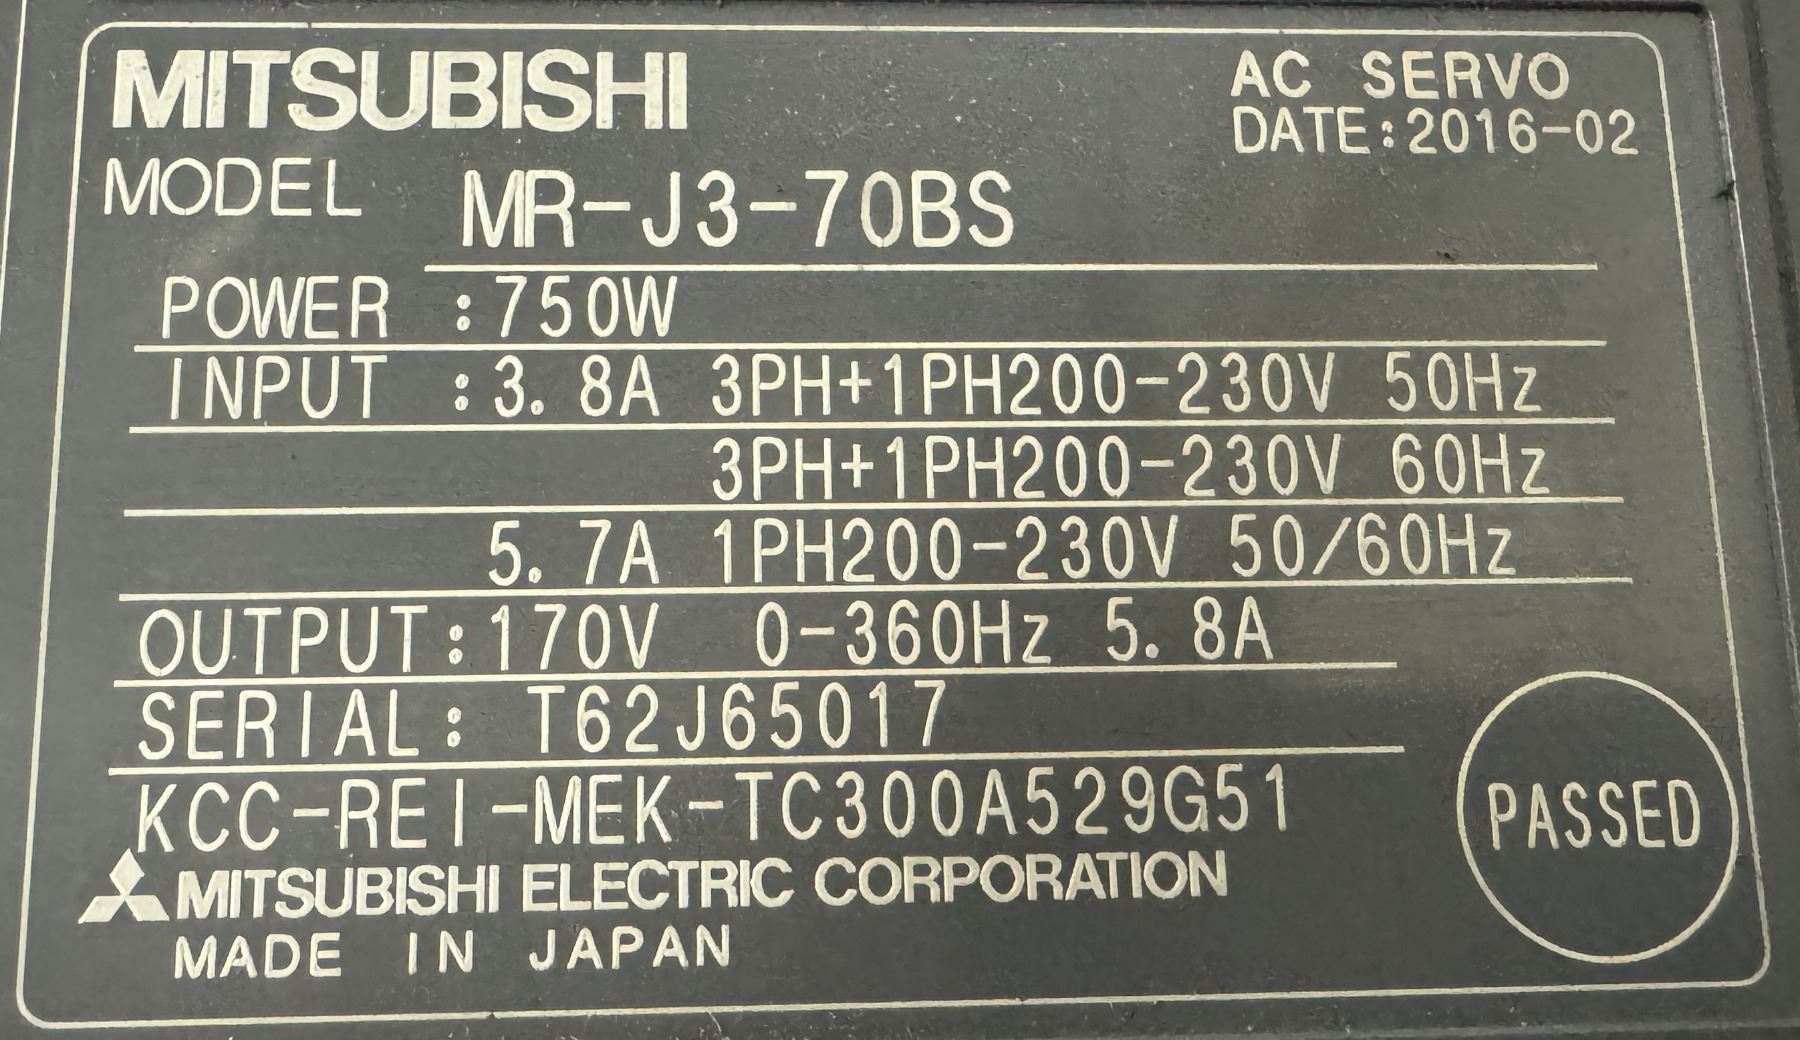 MITSUBISHI
AC SERVO
DATE:2016-02
MODEL MR-J3-70BS
POWER :750W
INPUT :3.8A 3PH+1PH200-230V 50Hz
3PH+1PH200-230V 60Hz
5.7A 1PH200-230V 50/60Hz
OUTPUT:170V 0-360Hz 5.8A
SERIAL: T62J65017
KCC-REI-MEK-TC300A529G51
MITSUBISHI ELECTRIC CORPORATION
MADE IN JAPAN
PASSED